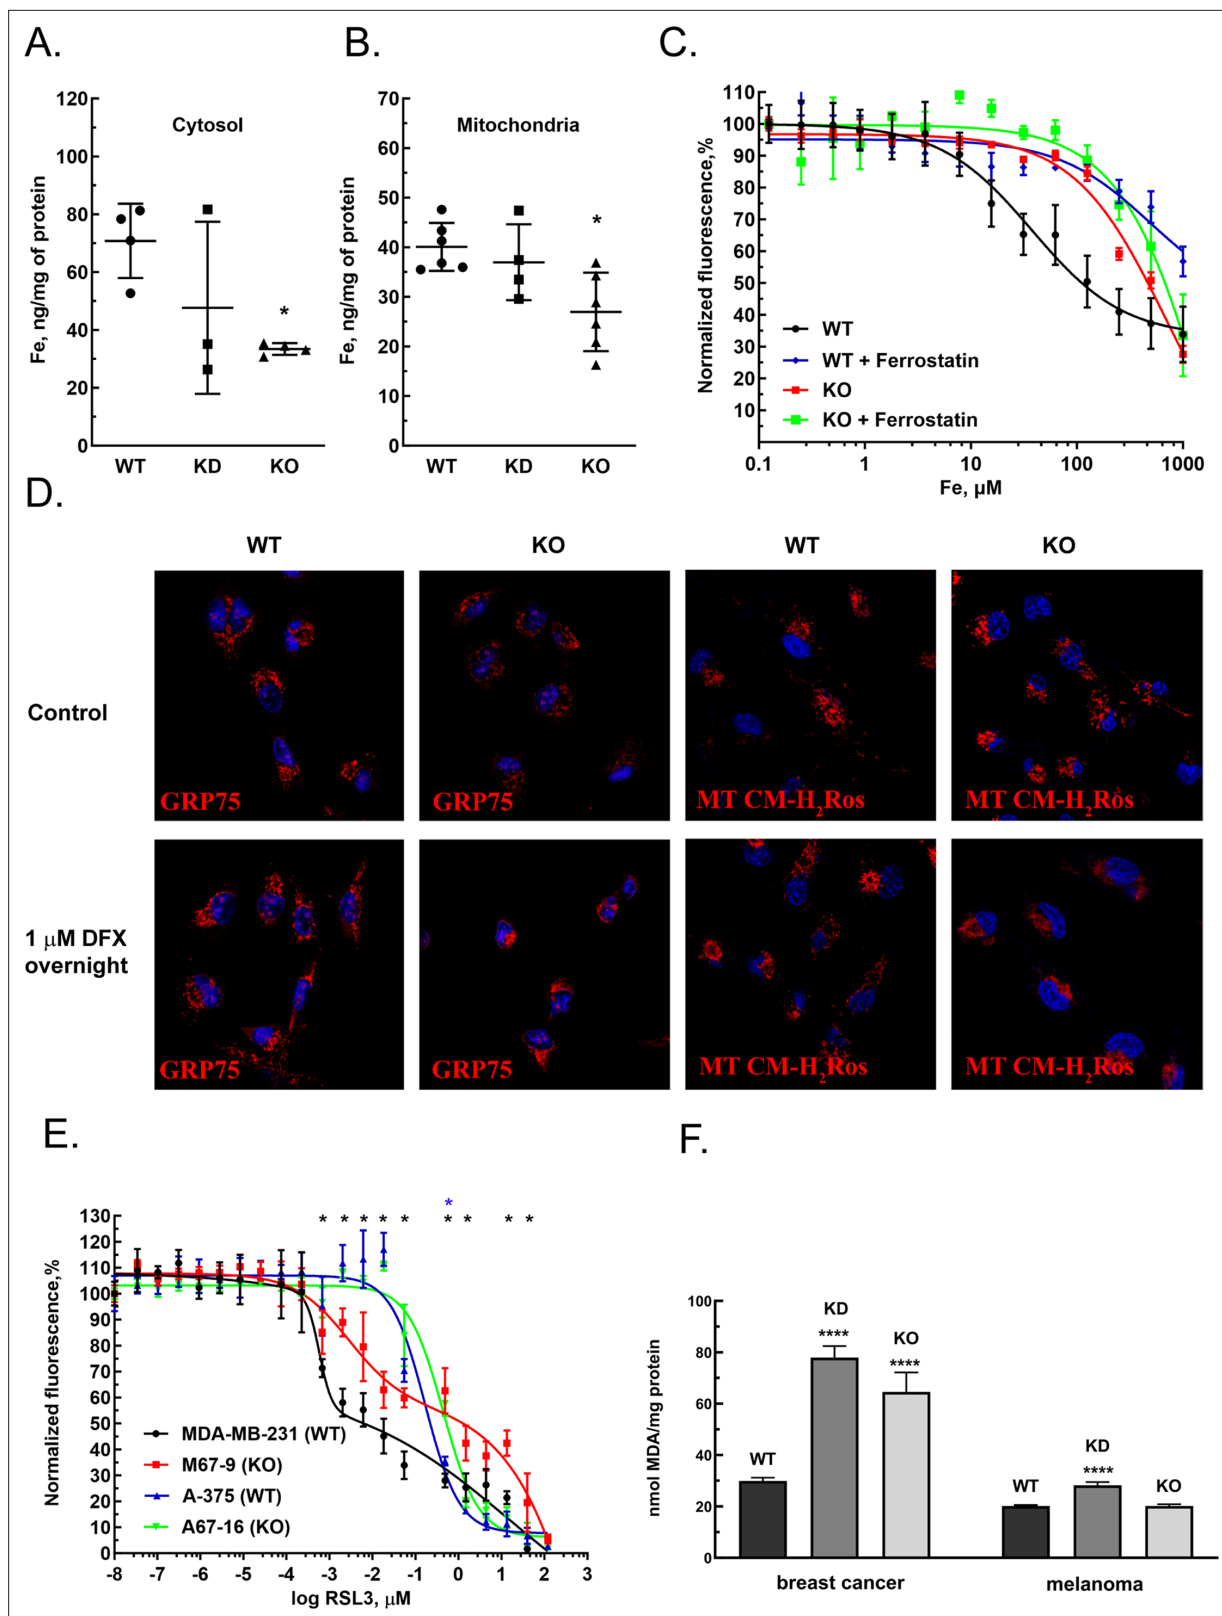 A.
B.
C.
Cytosol
Fe, ng/mg of protein
120
100
80
60
40
20
0
*
WT
KD
KO
Mitochondria
Fe, ng/mg of protein
70
60
50
40
30
20
10
0
*
WT
KD
KO
Normalized fluorescence,%
110
100
90
80
70
60
50
40
30
20
10
WT
WT + Ferrostatin
KO
KO + Ferrostatin
0.1
1
10
100
1000
Fe, µM
D.
WT
KO
WT
KO
Control
GRP75
GRP75
MT CM-H₂Ros
MT CM-H₂Ros
1 µM DFX
overnight
GRP75
GRP75
MT CM-H₂Ros
MT CM-H₂Ros
E.
Normalized fluorescence,%
130
120
110
100
90
80
70
60
50
40
30
20
10
0
*
* * * * * * * * *
MDA-MB-231 (WT)
M67-9 (KO)
A-375 (WT)
A67-16 (KO)
-8 -7 -6 -5 -4 -3 -2 -1 0 1 2 3
log RSL3, µM
F.
nmol MDA/mg protein
100
80
60
40
20
0
WT
KD
****
KO
****
WT
KD
****
KO
breast cancer
melanoma